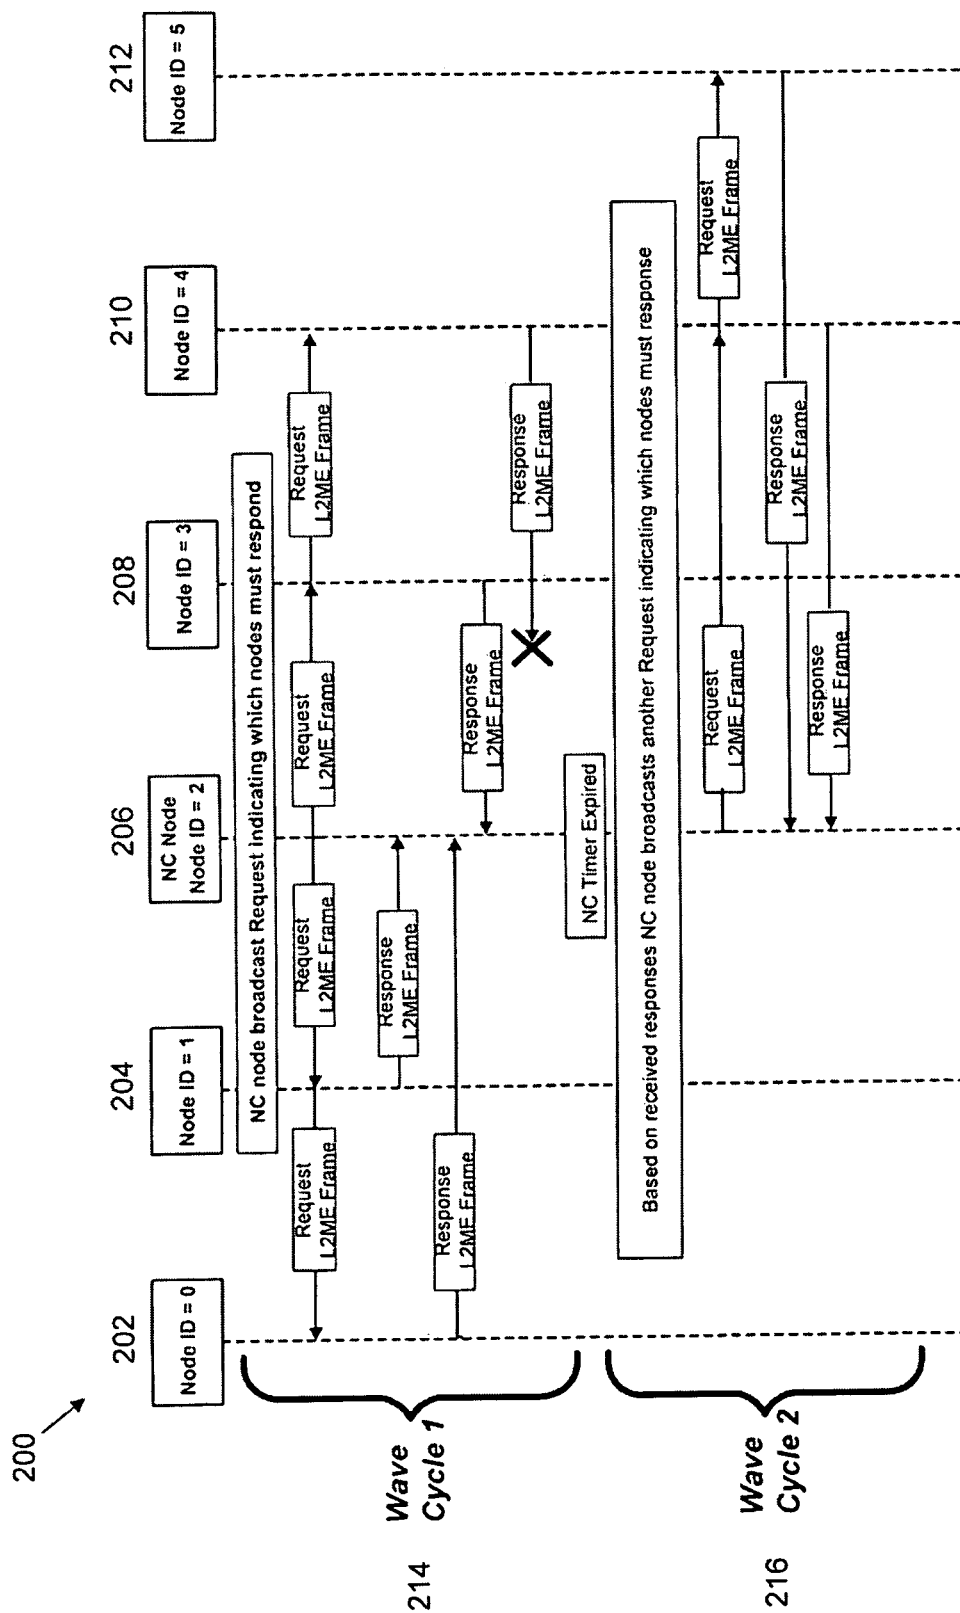 200
202
204
206
208
210
212
Node ID = 0
Node ID = 1
NC Node
Node ID = 2
Node ID = 3
Node ID = 4
Node ID = 5
NC node broadcast Request indicating which nodes must respond
Request
L2ME Frame
Request
L2ME Frame
Request
L2ME Frame
Request
L2ME Frame
Response
L2ME Frame
Response
L2ME Frame
Response
L2ME Frame
Response
L2ME Frame
Wave
Cycle 1
214
NC Timer Expired
Based on received responses NC node broadcasts another Request indicating which nodes must response
Request
L2ME Frame
Request
L2ME Frame
Response
L2ME Frame
Response
L2ME Frame
Wave
Cycle 2
216